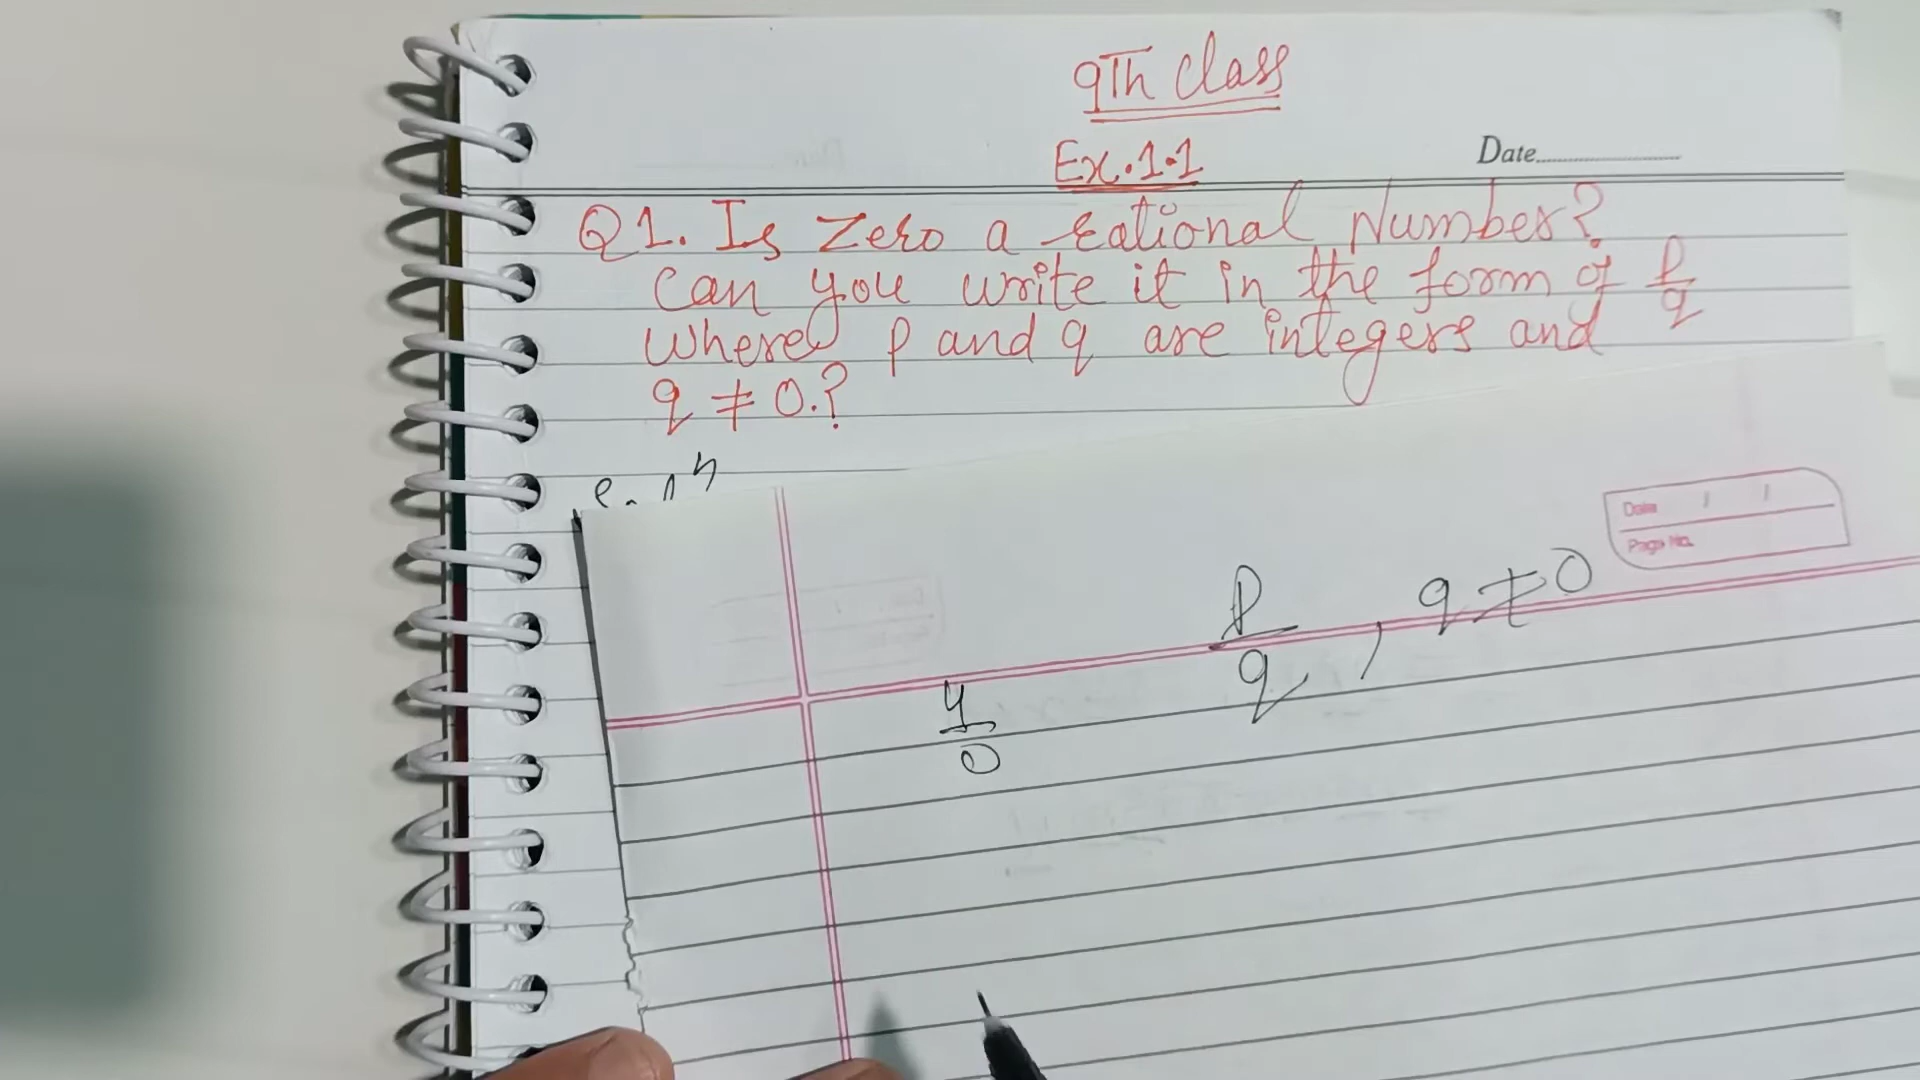 9Th Class
Ex.1.1
Date
Q1. Is Zero a rational Number?
Can you write it in the form of p/q
where p and q are integers and
q ≠ 0.?
Date / /
Page No.
p/q , q ≠ 0
4/0